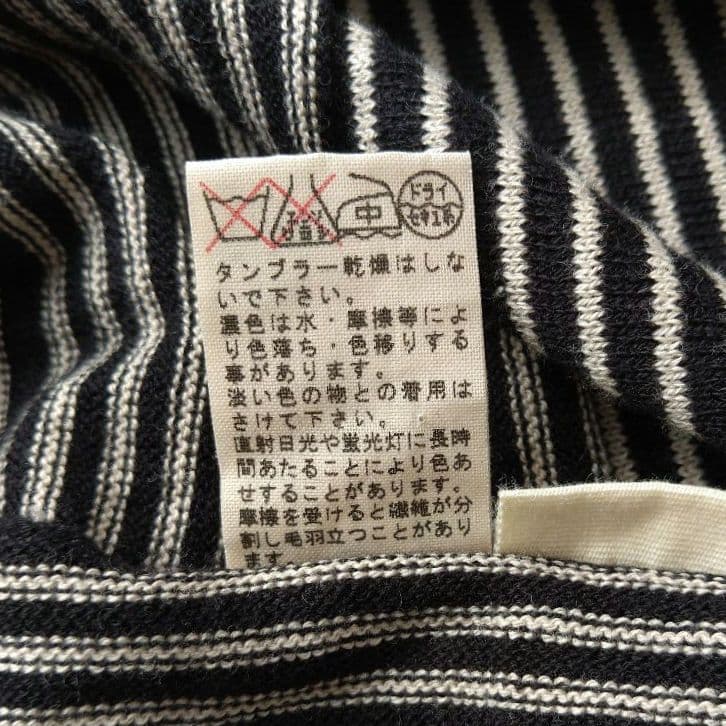 エンソ サラシ 中 ドライ
セキユ系
タンブラー乾燥はしな
いで下さい。
濃色は水・摩擦等によ
り色落ち・色移りする
事があります。
淡い色の物との着用は
さけて下さい。
直射日光や蛍光灯に長時
間あたることにより色あ
せすることがあります。
摩擦を受けると繊維が分
割し毛羽立つことがあり
ます。